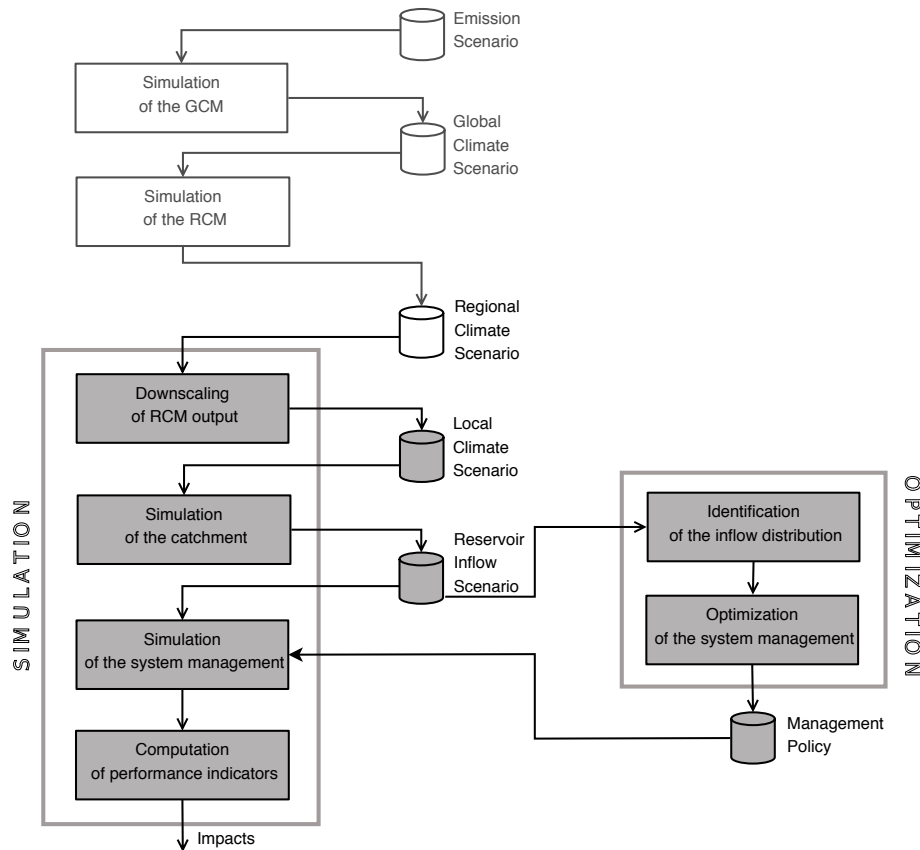 Emission
Scenario
Simulation
of the GCM
Global
Climate
Scenario
Simulation
of the RCM
Regional
Climate
Scenario
Downscaling
of RCM output
Local
Climate
Scenario
Simulation
of the catchment
Reservoir
Inflow
Scenario
Simulation
of the system management
Computation
of performance indicators
Impacts
SIMULATION
Identification
of the inflow distribution
Optimization
of the system management
Management
Policy
OPTIMIZATION